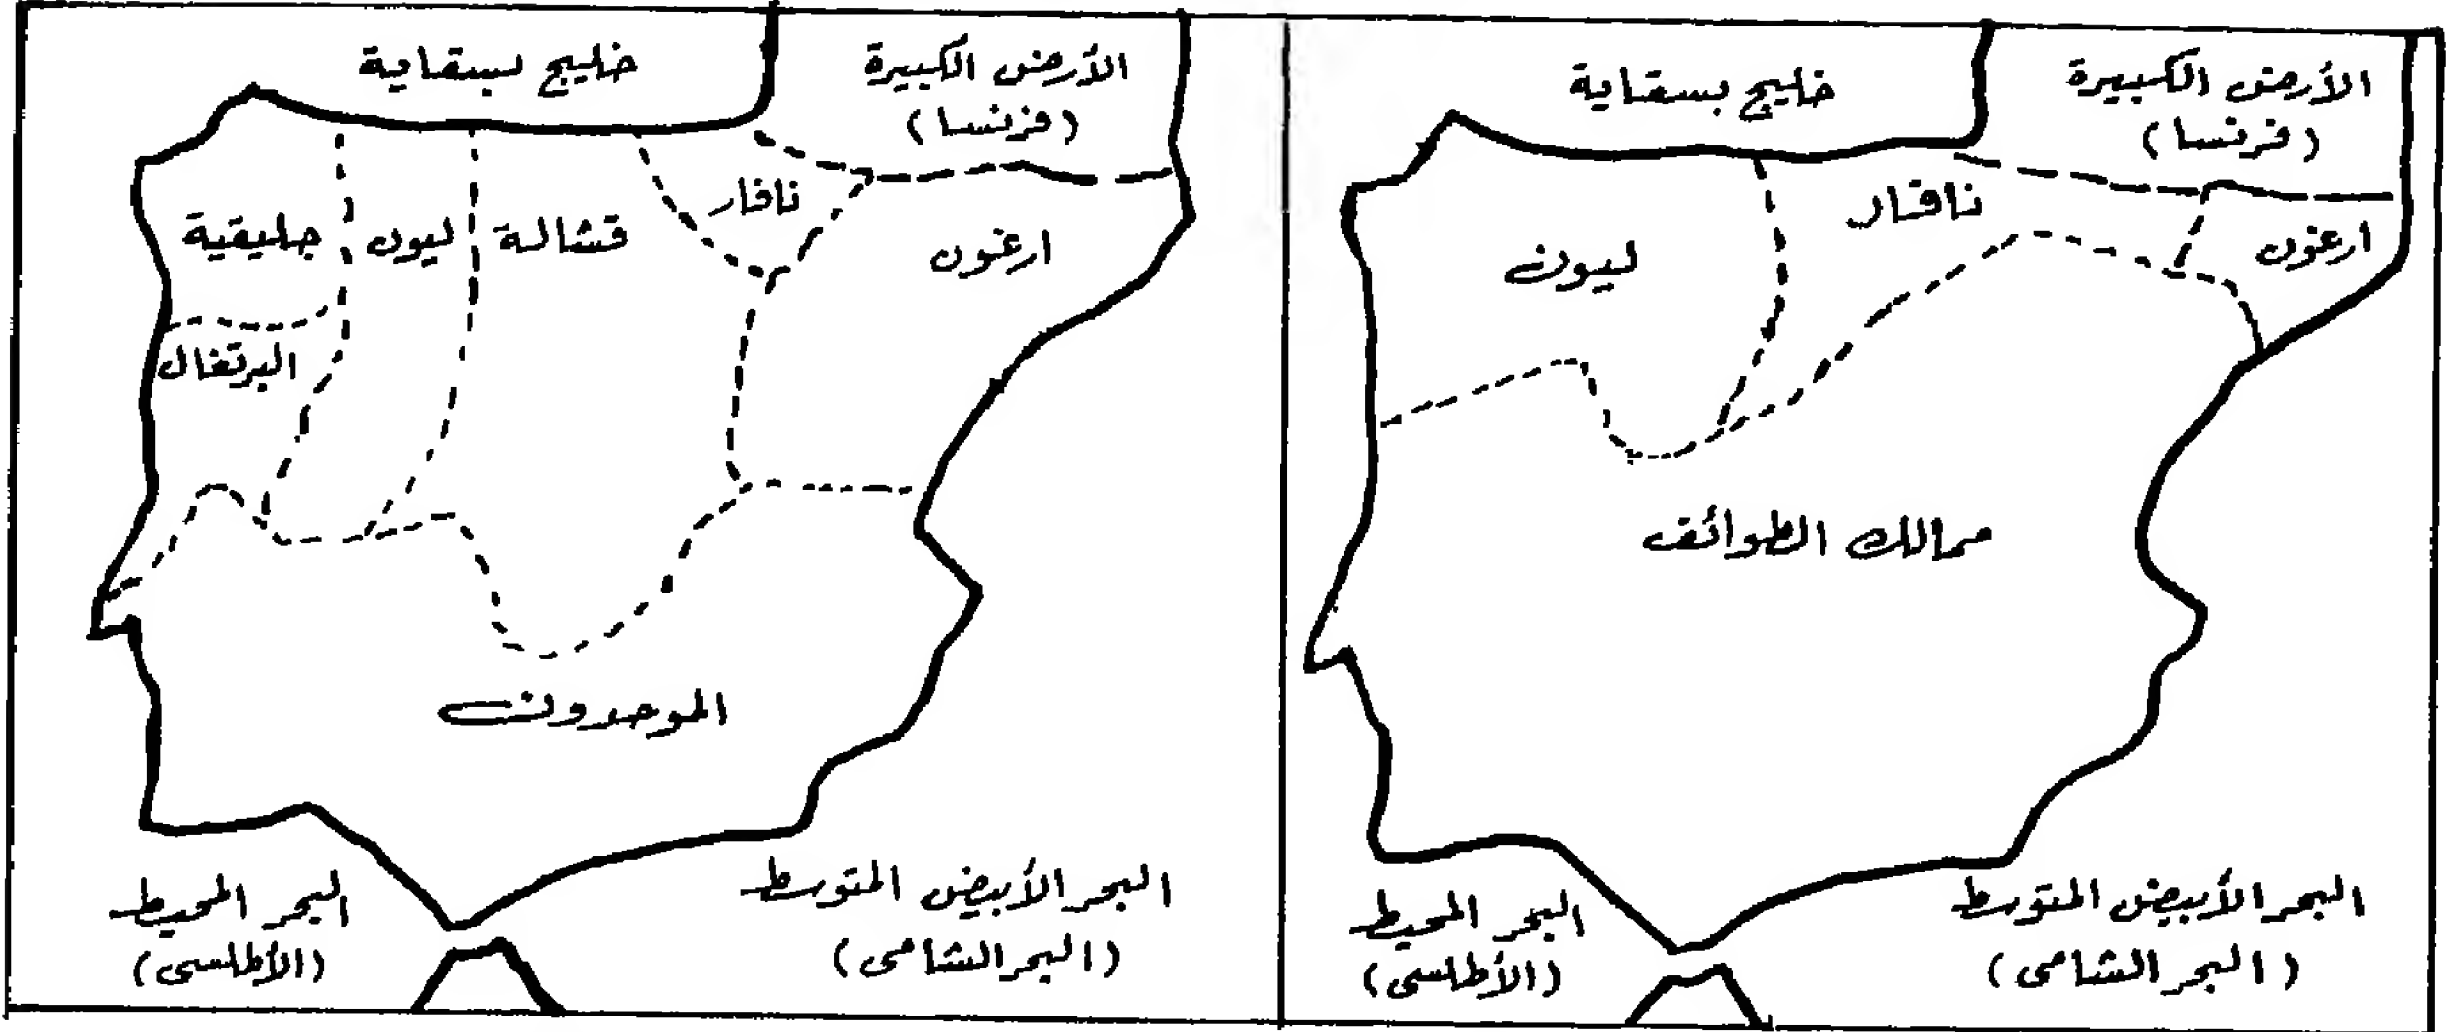 خليج بسقاية
الأرض الكبيرة
(فرنسا)
نافار
ارغون
ليون
ممالك الطوائف
البحر المحيط
(الأطلسى)
البحر الأبيض المتوسط
(البحر الشامى)
خليج بسقاية
الأرض الكبيرة
(فرنسا)
نافار
ارغون
قشالة
ليون
جليقية
البرتغال
الموحدون
البحر المحيط
(الأطلسى)
البحر الأبيض المتوسط
(البحر الشامى)